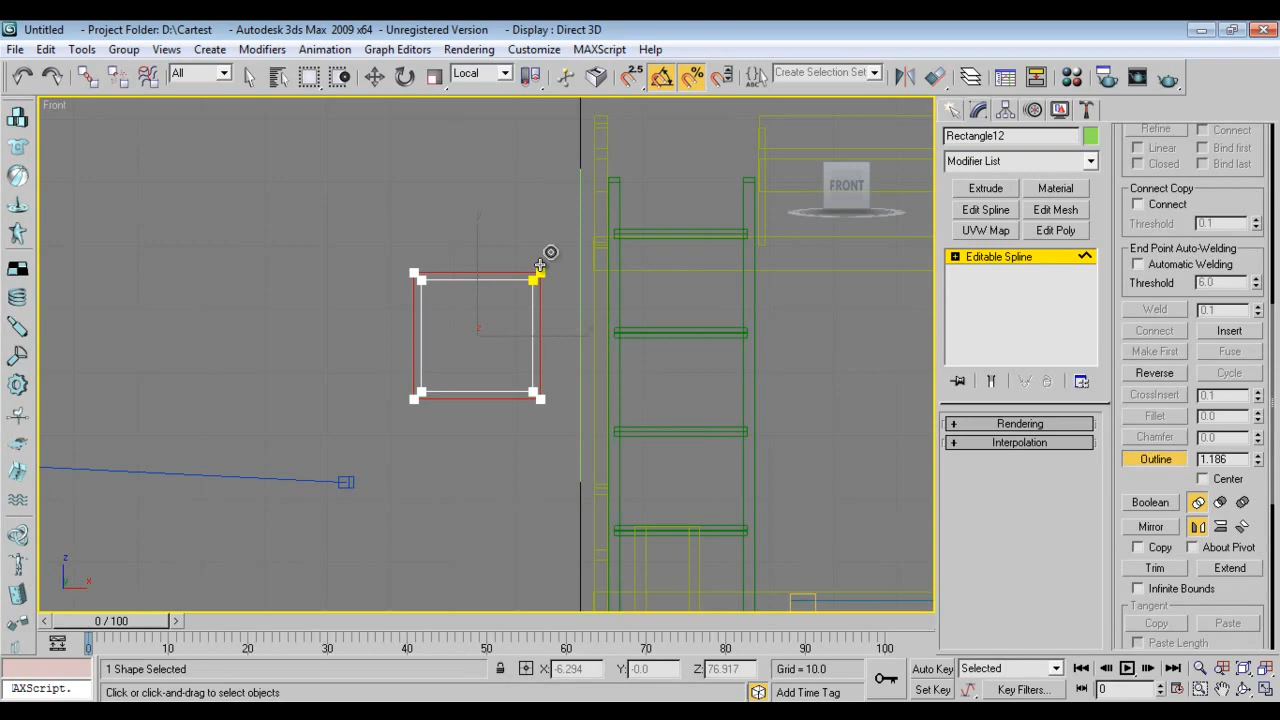 Untitled - Project Folder: D:\Cartest - Autodesk 3ds Max 2009 x64 - Unregistered Version - Display : Direct 3D
File Edit Tools Group Views Create Modifiers Animation Graph Editors Rendering Customize MAXScript Help
All Local 2.5 % ABC Create Selection Set
Front
FRONT
y
z
z
x
Rectangle12
Modifier List
Extrude Material
Edit Spline Edit Mesh
UVW Map Edit Poly
Editable Spline
+ Rendering
+ Interpolation
Refine Connect
Linear Bind first
Closed Bind last
Connect Copy
Connect
Threshold 0.1
End Point Auto-Welding
Automatic Welding
Threshold 6.0
Weld 0.1
Connect Insert
Make First Fuse
Reverse Cycle
CrossInsert 0.1
Fillet 0.0
Chamfer 0.0
Outline 1.186
Center
Boolean
Mirror
Copy About Pivot
Trim Extend
Infinite Bounds
Tangent
Copy Paste
Paste Length
< 0 / 100 >
0 10 20 30 40 50 60 70 80 90 100
1 Shape Selected X: -6.294 Y: -0.0 Z: 76.917 Grid = 10.0 Auto Key Selected
AXScript. Click or click-and-drag to select objects Add Time Tag Set Key Key Filters... 0